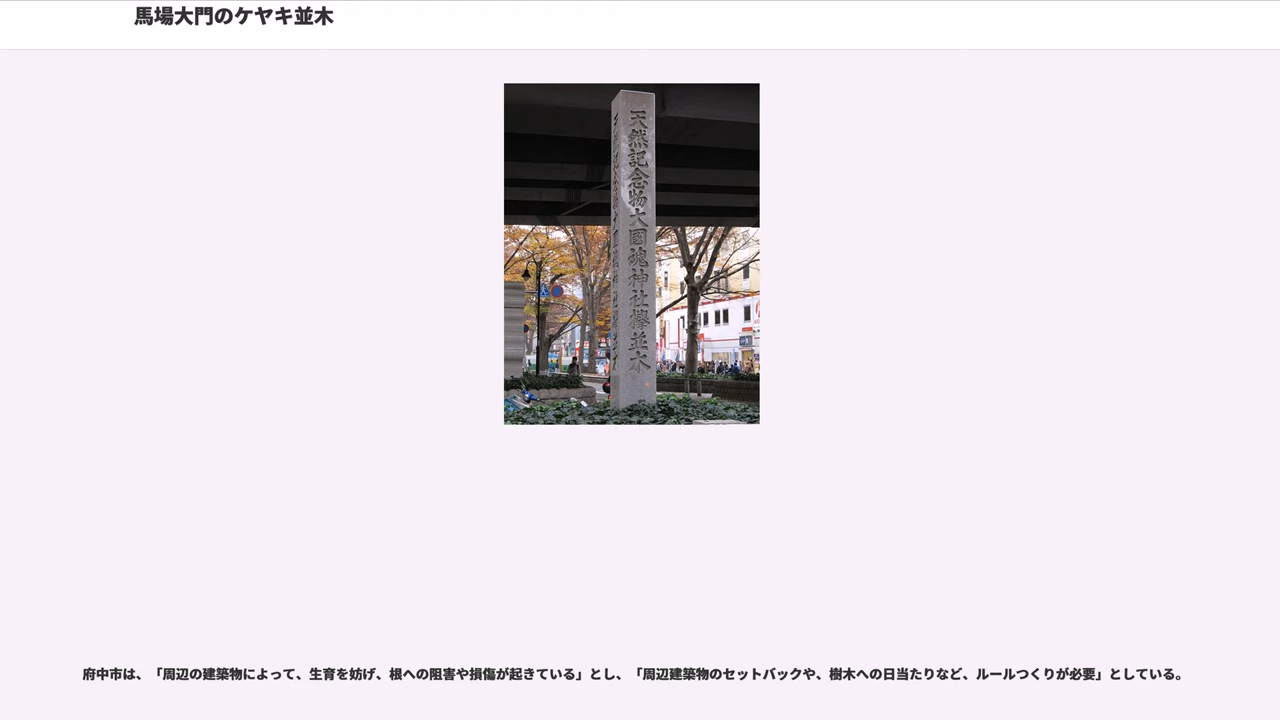 馬場大門のケヤキ並木
天然記念物大國魂神社欅並木
府中市は、「周辺の建築物によって、生育を妨げ、根への阻害や損傷が起きている」とし、「周辺建築物のセットバックや、樹木への日当たりなど、ルールつくりが必要」としている。